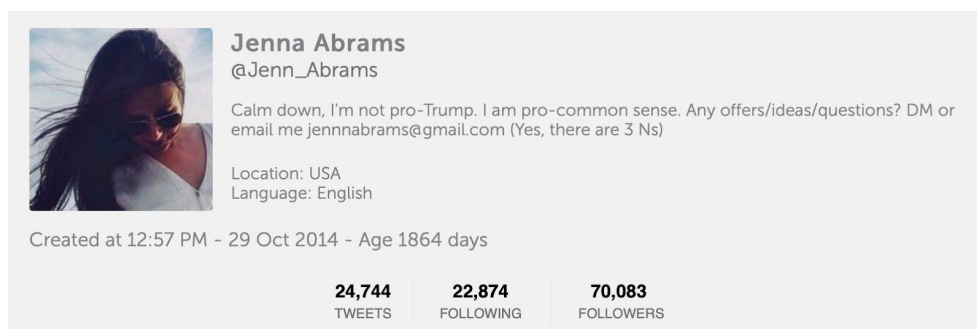 Jenna Abrams
@Jenn_Abrams
Calm down, I'm not pro-Trump. I am pro-common sense. Any offers/ideas/questions? DM or
email me jennnabrams@gmail.com (Yes, there are 3 Ns)
Location: USA
Language: English
Created at 12:57 PM - 29 Oct 2014 - Age 1864 days
24,744 22,874 70,083
TWEETS FOLLOWING FOLLOWERS